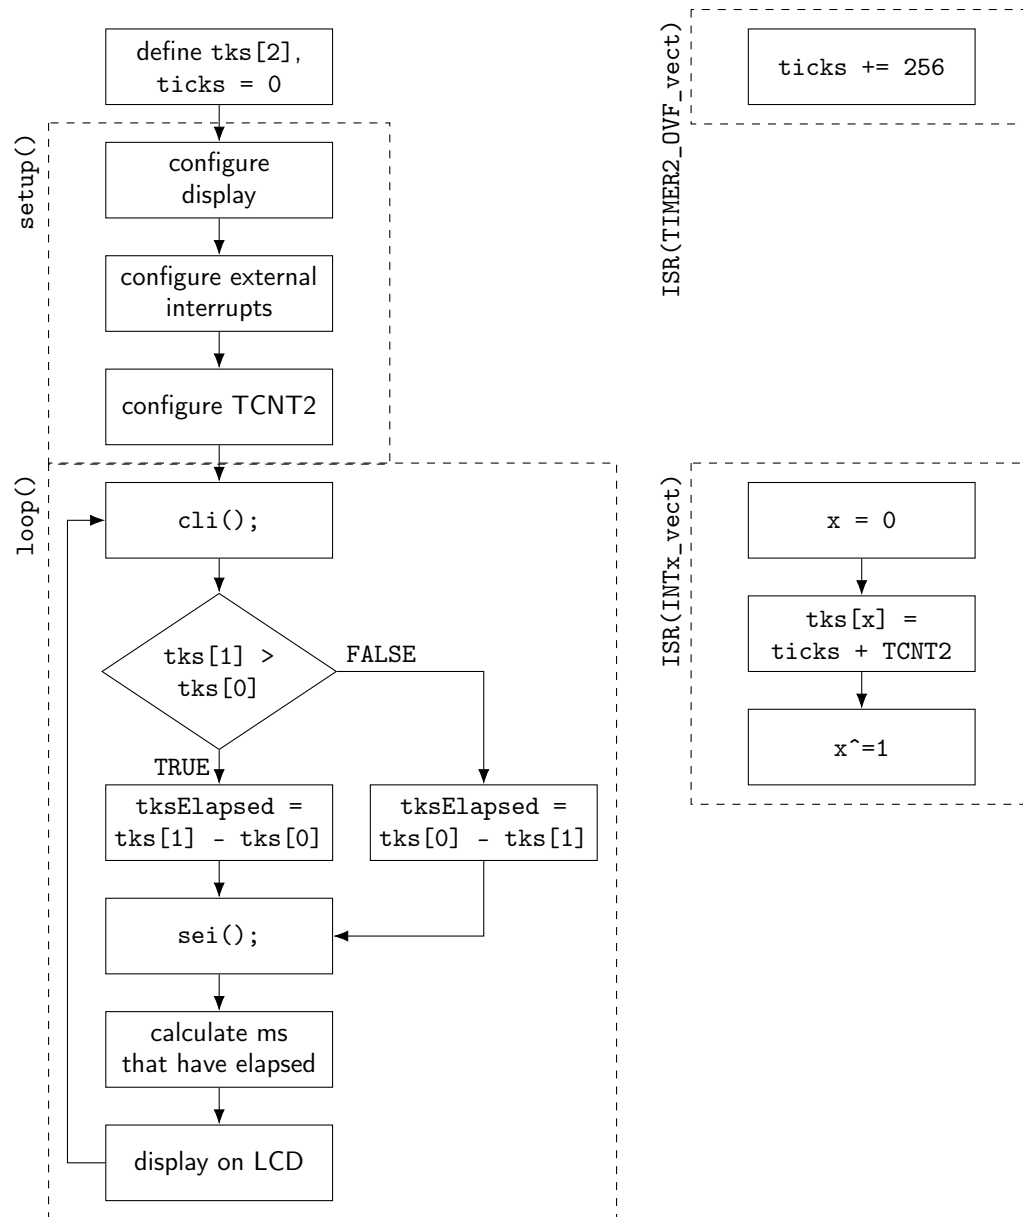 define tks[2],
ticks = 0
setup()
configure
display
configure external
interrupts
configure TCNT2
loop()
cli();
tks[1] >
tks[0]
FALSE
TRUE
tksElapsed =
tks[1] - tks[0]
tksElapsed =
tks[0] - tks[1]
sei();
calculate ms
that have elapsed
display on LCD
ISR(TIMER2_OVF_vect)
ticks += 256
ISR(INTx_vect)
x = 0
tks[x] =
ticks + TCNT2
x^=1